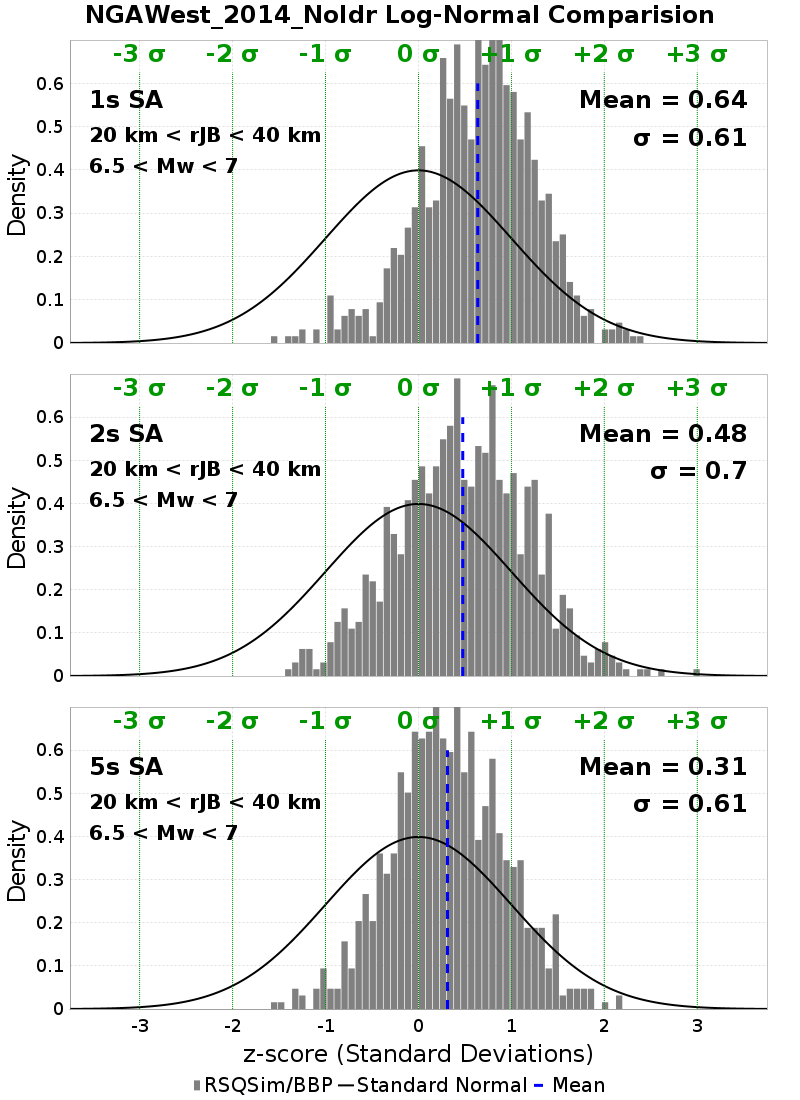 NGAWest_2014_NoIdr Log-Normal Comparision
-3 σ -2 σ -1 σ 0 σ +1 σ +2 σ +3 σ
1s SA Mean = 0.64
20 km < rJB < 40 km σ = 0.61
6.5 < Mw < 7
Density
0.6
0.5
0.4
0.3
0.2
0.1
0
-3 σ -2 σ -1 σ 0 σ +1 σ +2 σ +3 σ
2s SA Mean = 0.48
20 km < rJB < 40 km σ = 0.7
6.5 < Mw < 7
Density
0.6
0.5
0.4
0.3
0.2
0.1
0
-3 σ -2 σ -1 σ 0 σ +1 σ +2 σ +3 σ
5s SA Mean = 0.31
20 km < rJB < 40 km σ = 0.61
6.5 < Mw < 7
Density
0.6
0.5
0.4
0.3
0.2
0.1
0
-3 -2 -1 0 1 2 3
z-score (Standard Deviations)
RSQSim/BBP Standard Normal Mean